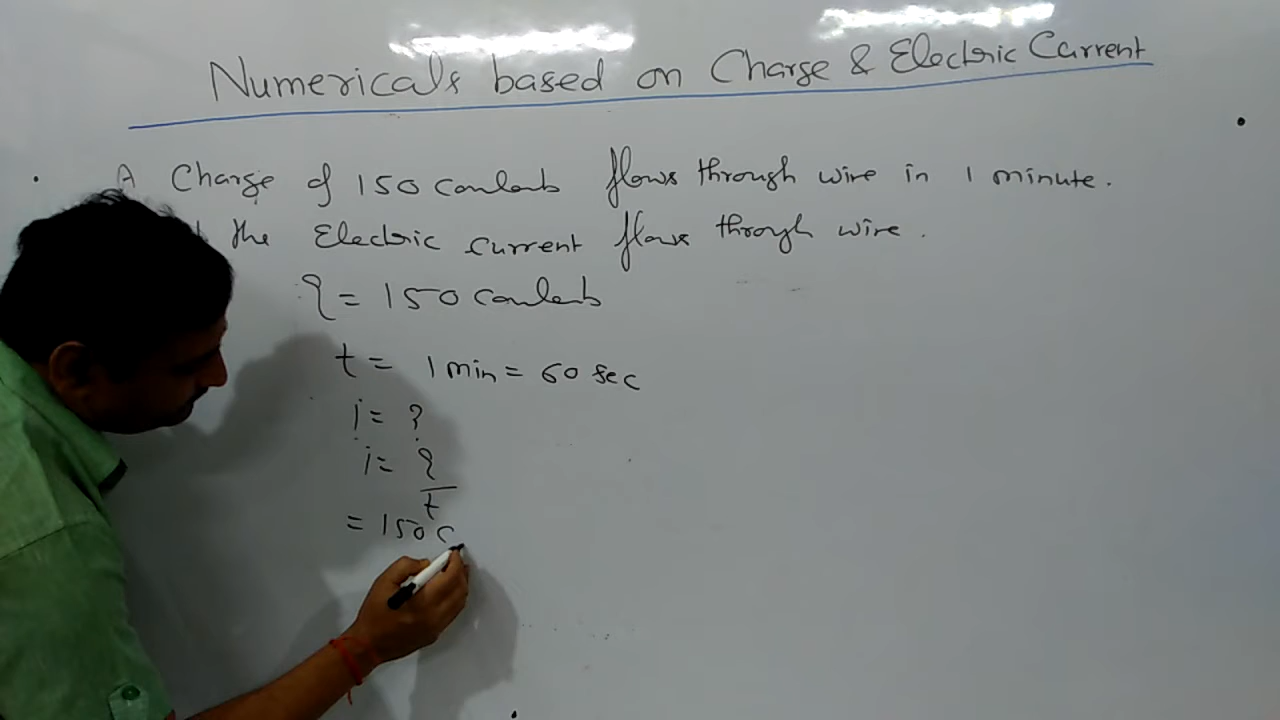 Numericals based on Charge & Electric Current
A Charge of 150 Coulomb flows through wire in 1 minute.
the Electric Current flows through wire.
q = 150 Coulomb
t = 1 min = 60 sec
i = ?
i = q
t
= 150 C